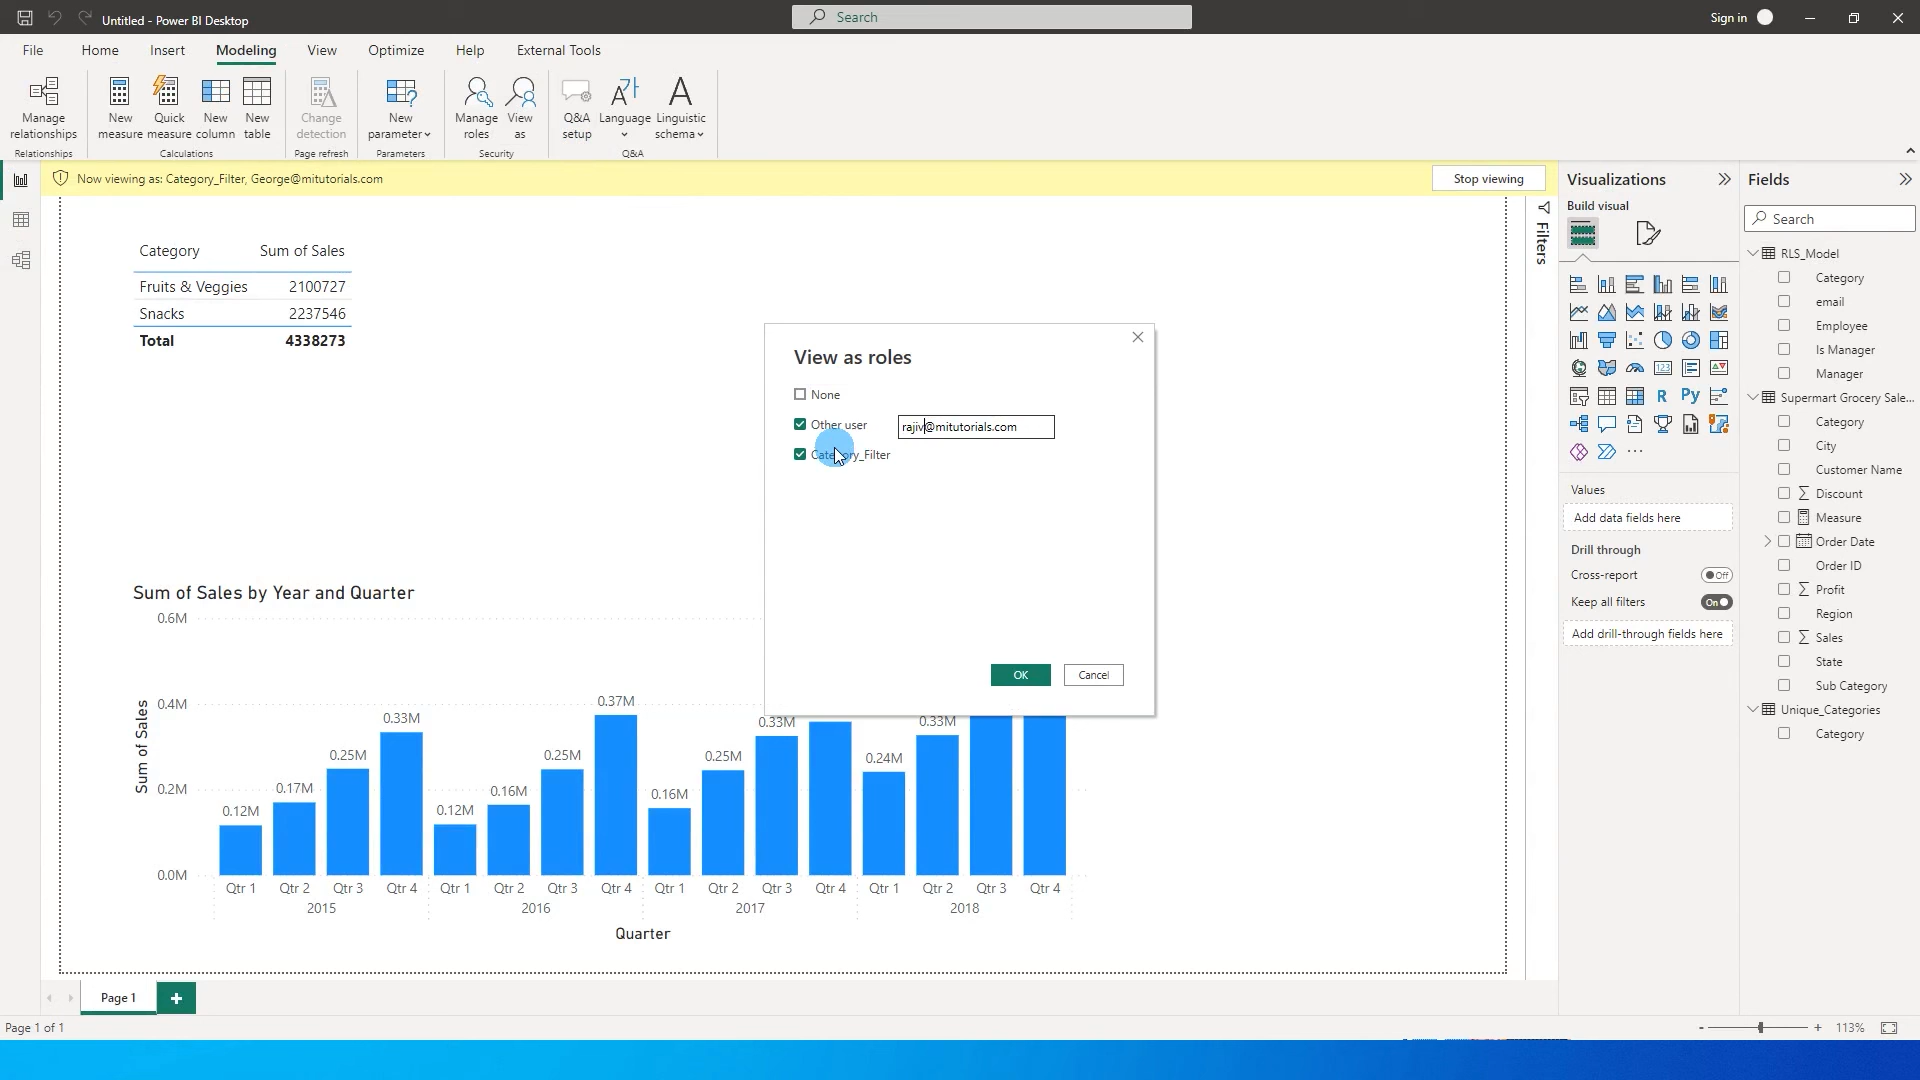 Untitled - Power BI Desktop
Search
Sign in
File Home Insert Modeling View Optimize Help External Tools
Manage relationships
New measure
Quick measure
New column
New table
Change detection
New parameter
Manage roles
View as
Q&A setup
Language
Linguistic schema
Relationships Calculations Page refresh Parameters Security Q&A
Now viewing as: Category_Filter, George@mitutorials.com
Stop viewing
Category Sum of Sales
Fruits & Veggies 2100727
Snacks 2237546
Total 4338273
View as roles
None
Other user rajiv@mitutorials.com
Category_Filter
OK Cancel
Sum of Sales by Year and Quarter
Sum of Sales
0.6M
0.4M
0.2M
0.0M
0.12M 0.17M 0.25M 0.33M 0.12M 0.16M 0.25M 0.37M 0.16M 0.25M 0.33M 0.24M 0.33M
Qtr 1 Qtr 2 Qtr 3 Qtr 4 Qtr 1 Qtr 2 Qtr 3 Qtr 4 Qtr 1 Qtr 2 Qtr 3 Qtr 4 Qtr 1 Qtr 2 Qtr 3 Qtr 4
2015 2016 2017 2018
Quarter
Page 1
Page 1 of 1
113%
Filters
Visualizations
Build visual
123
R
Py
Values
Add data fields here
Drill through
Cross-report Off
Keep all filters On
Add drill-through fields here
Fields
Search
RLS_Model
Category
email
Employee
Is Manager
Manager
Supermart Grocery Sale...
Category
City
Customer Name
Discount
Measure
Order Date
Order ID
Profit
Region
Sales
State
Sub Category
Unique_Categories
Category